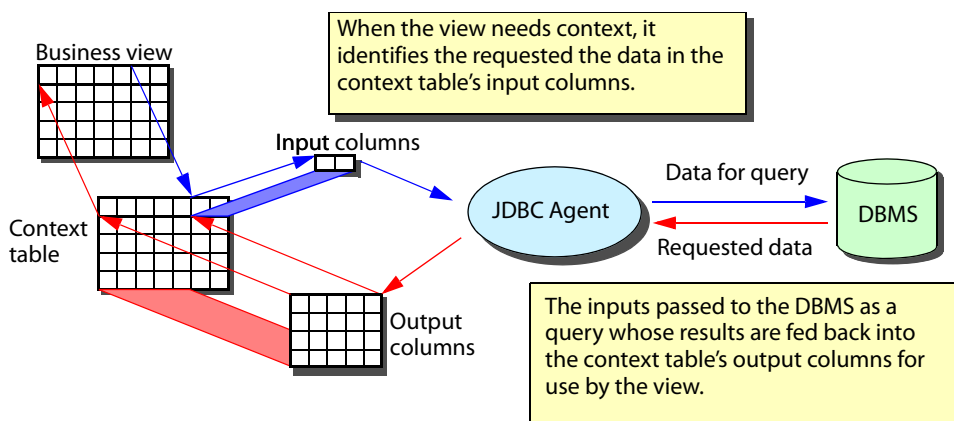 Business view
When the view needs context, it
identifies the requested the data in the
context table's input columns.
Input columns
Data for query
JDBC Agent
DBMS
Context
table
Requested data
Output
columns
The inputs passed to the DBMS as a
query whose results are fed back into
the context table's output columns for
use by the view.